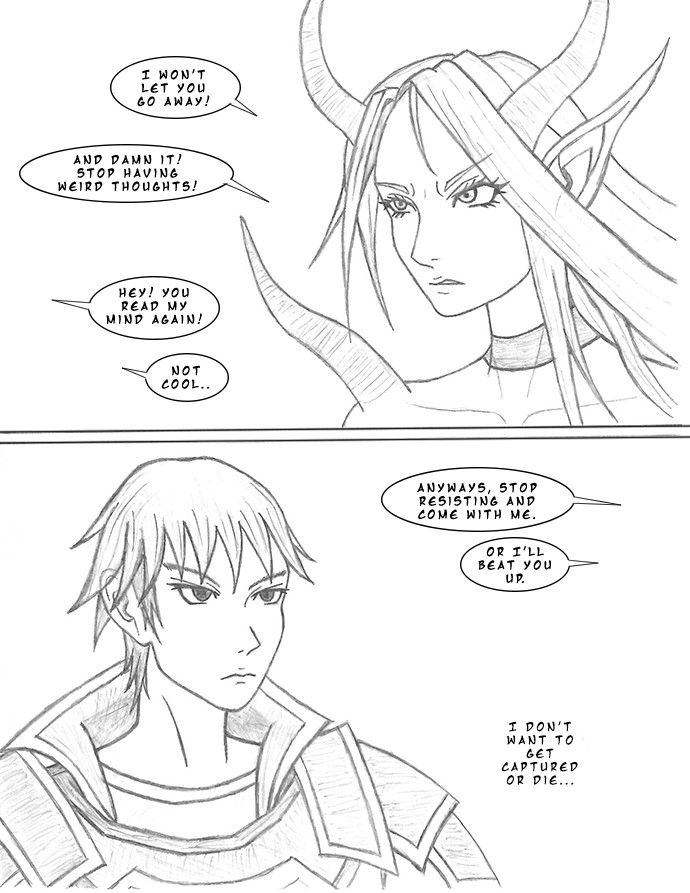 I WON'T
LET YOU
GO AWAY!
AND DAMN IT!
STOP HAVING
WEIRD THOUGHTS!
HEY! YOU
READ MY
MIND AGAIN!
NOT
COOL..
ANYWAYS, STOP
RESISTING AND
COME WITH ME.
OR I'LL
BEAT YOU
UP.
I DON'T
WANT TO
GET
CAPTURED
OR DIE...